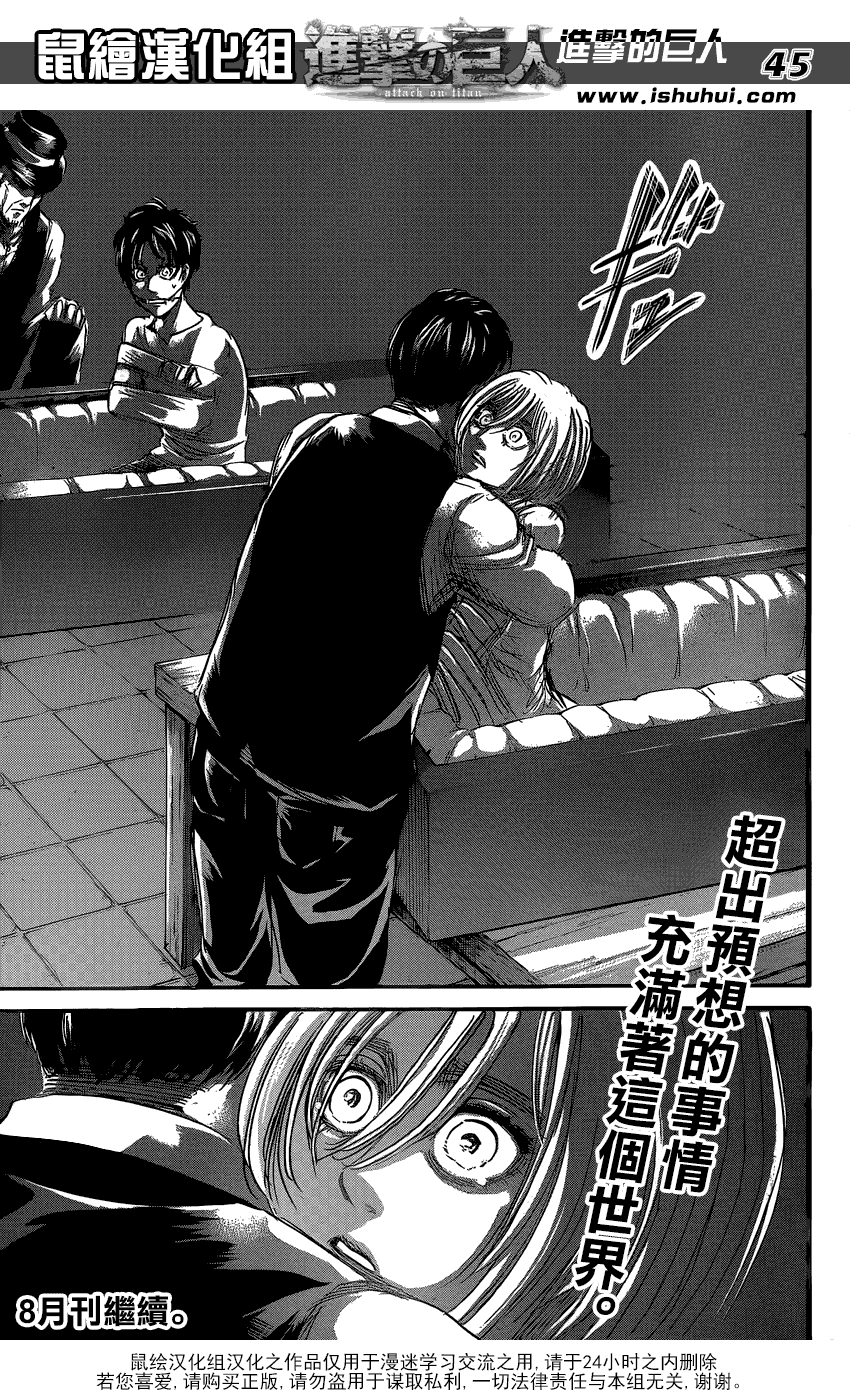 鼠繪漢化組
進撃の巨人
attack on titan
進擊的巨人
45
www.ishuhui.com
ギュ
超出預想的事情
充滿著這個世界。
8月刊繼續。
鼠绘汉化组汉化之作品仅用于漫迷学习交流之用, 请于24小时之内删除
若您喜爱, 请购买正版, 请勿盗用于谋取私利, 一切法律责任与本组无关, 谢谢。